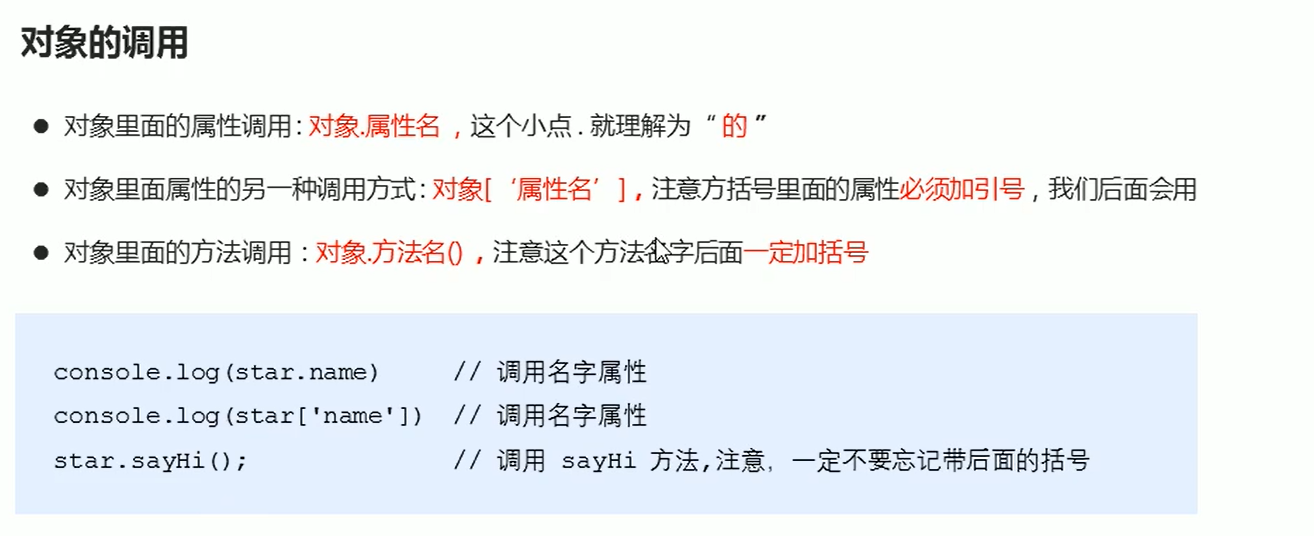 对象的调用
● 对象里面的属性调用: 对象.属性名 ，这个小点 . 就理解为“ 的 ”
● 对象里面属性的另一种调用方式: 对象[‘属性名’]，注意方括号里面的属性必须加引号，我们后面会用
● 对象里面的方法调用：对象.方法名() ，注意这个方法名字后面一定加括号
console.log(star.name)     // 调用名字属性
console.log(star['name'])  // 调用名字属性
star.sayHi();              // 调用 sayHi 方法,注意，一定不要忘记带后面的括号